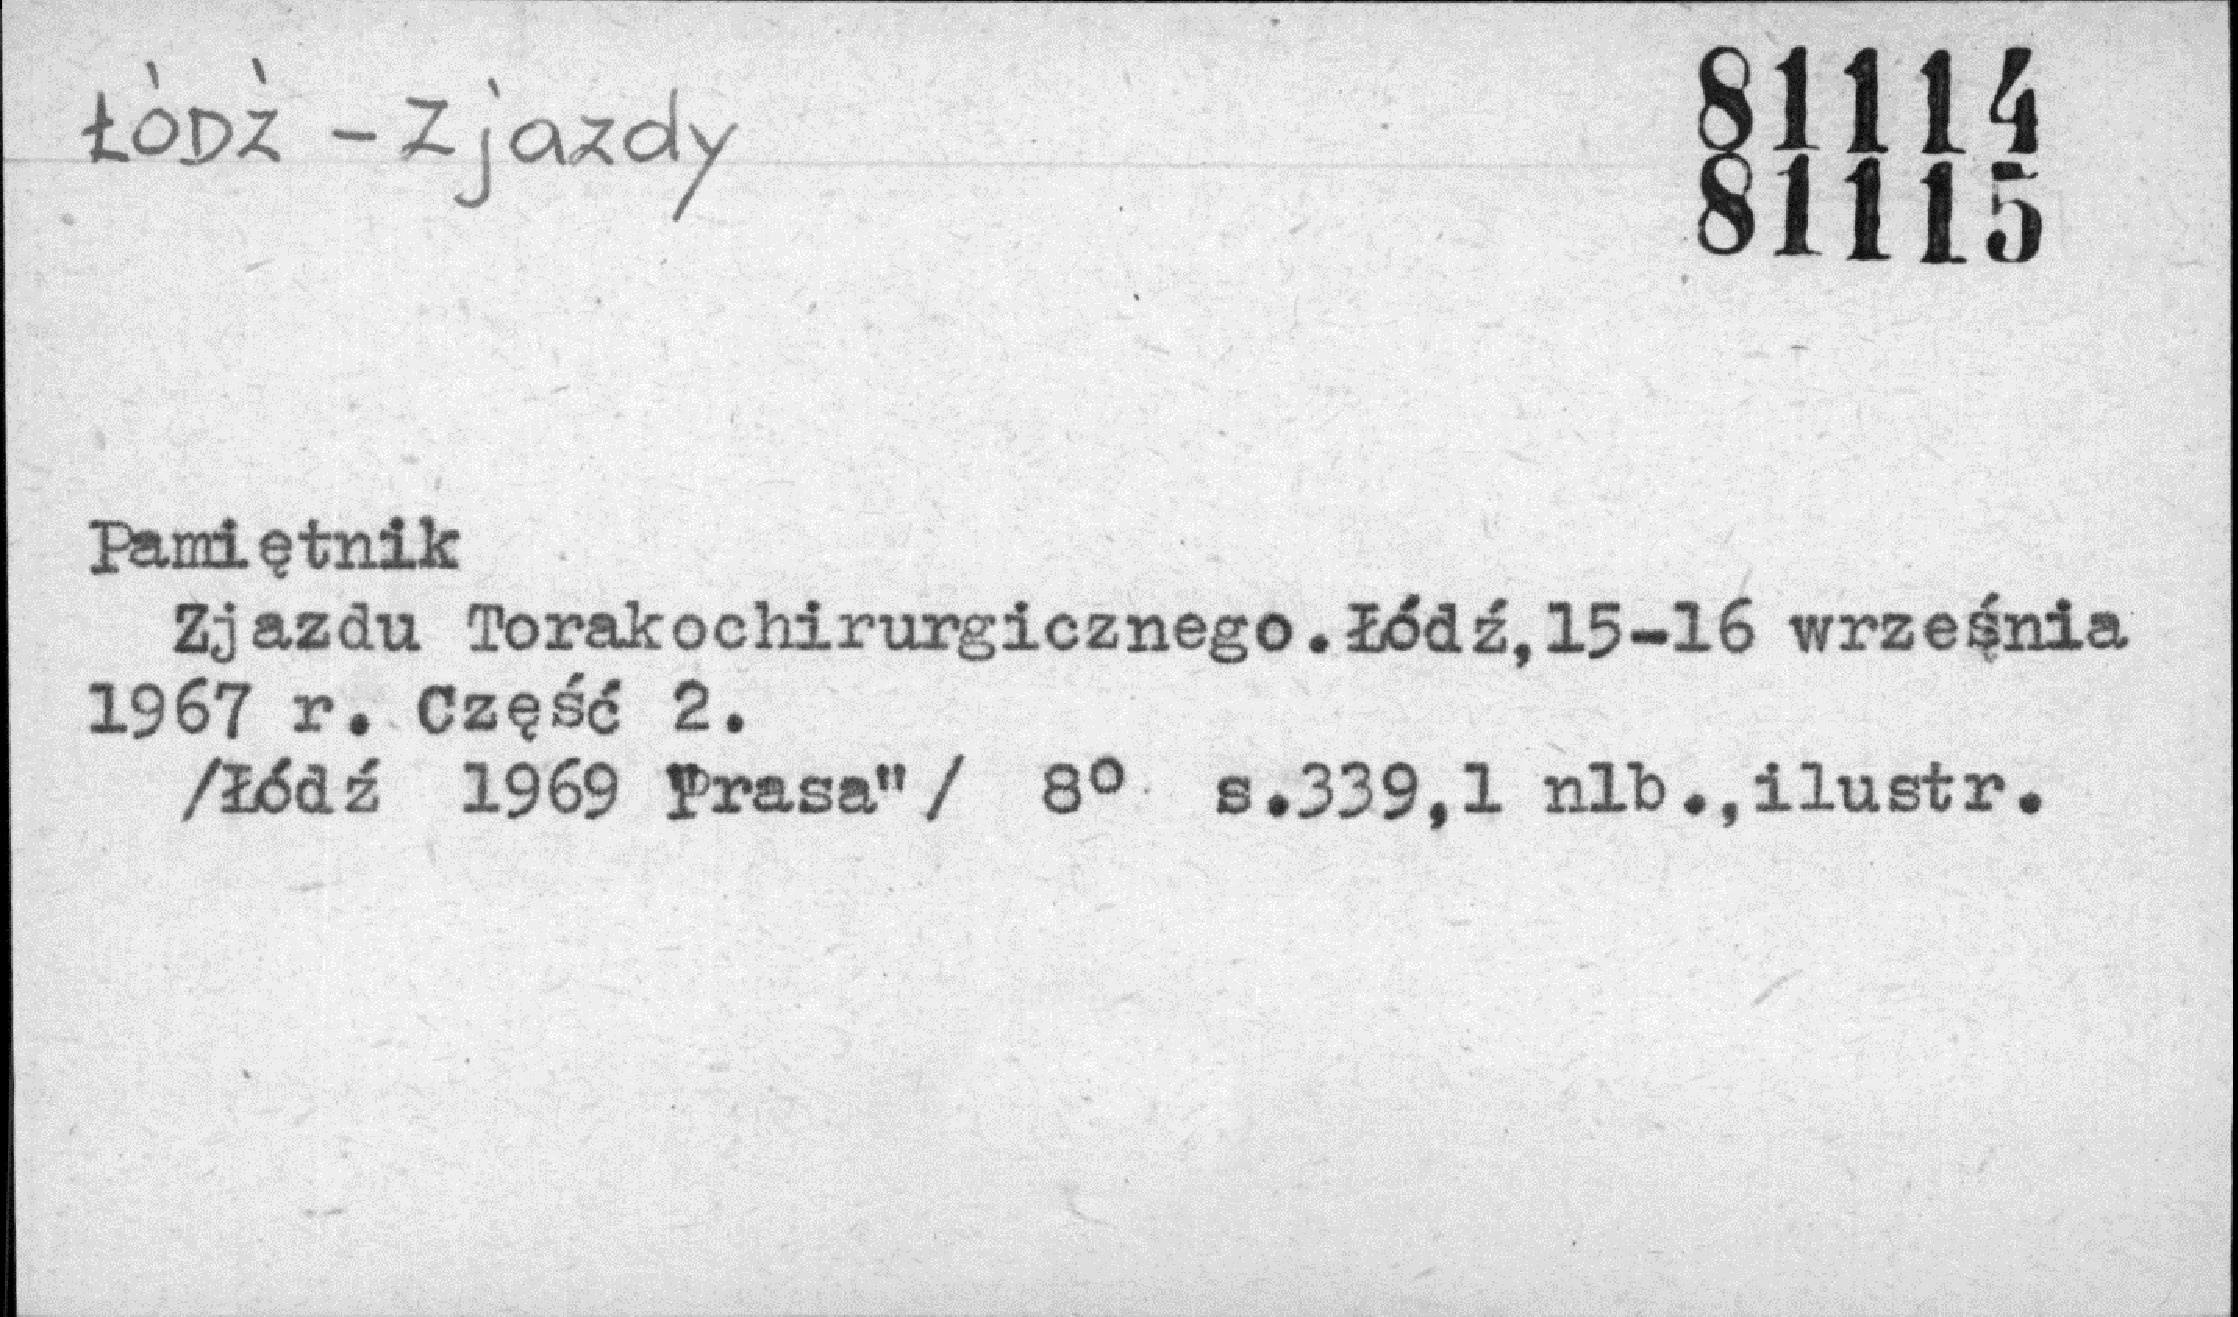 Łódź - Zjazdy
81114
81115
Pamiętnik
Zjazdu Torakochirurgicznego.Łódź,15-16 września
1967 r. Część 2.
/Łódź 1969 "Prasa"/ 8° s.339,1 nlb.,ilustr.